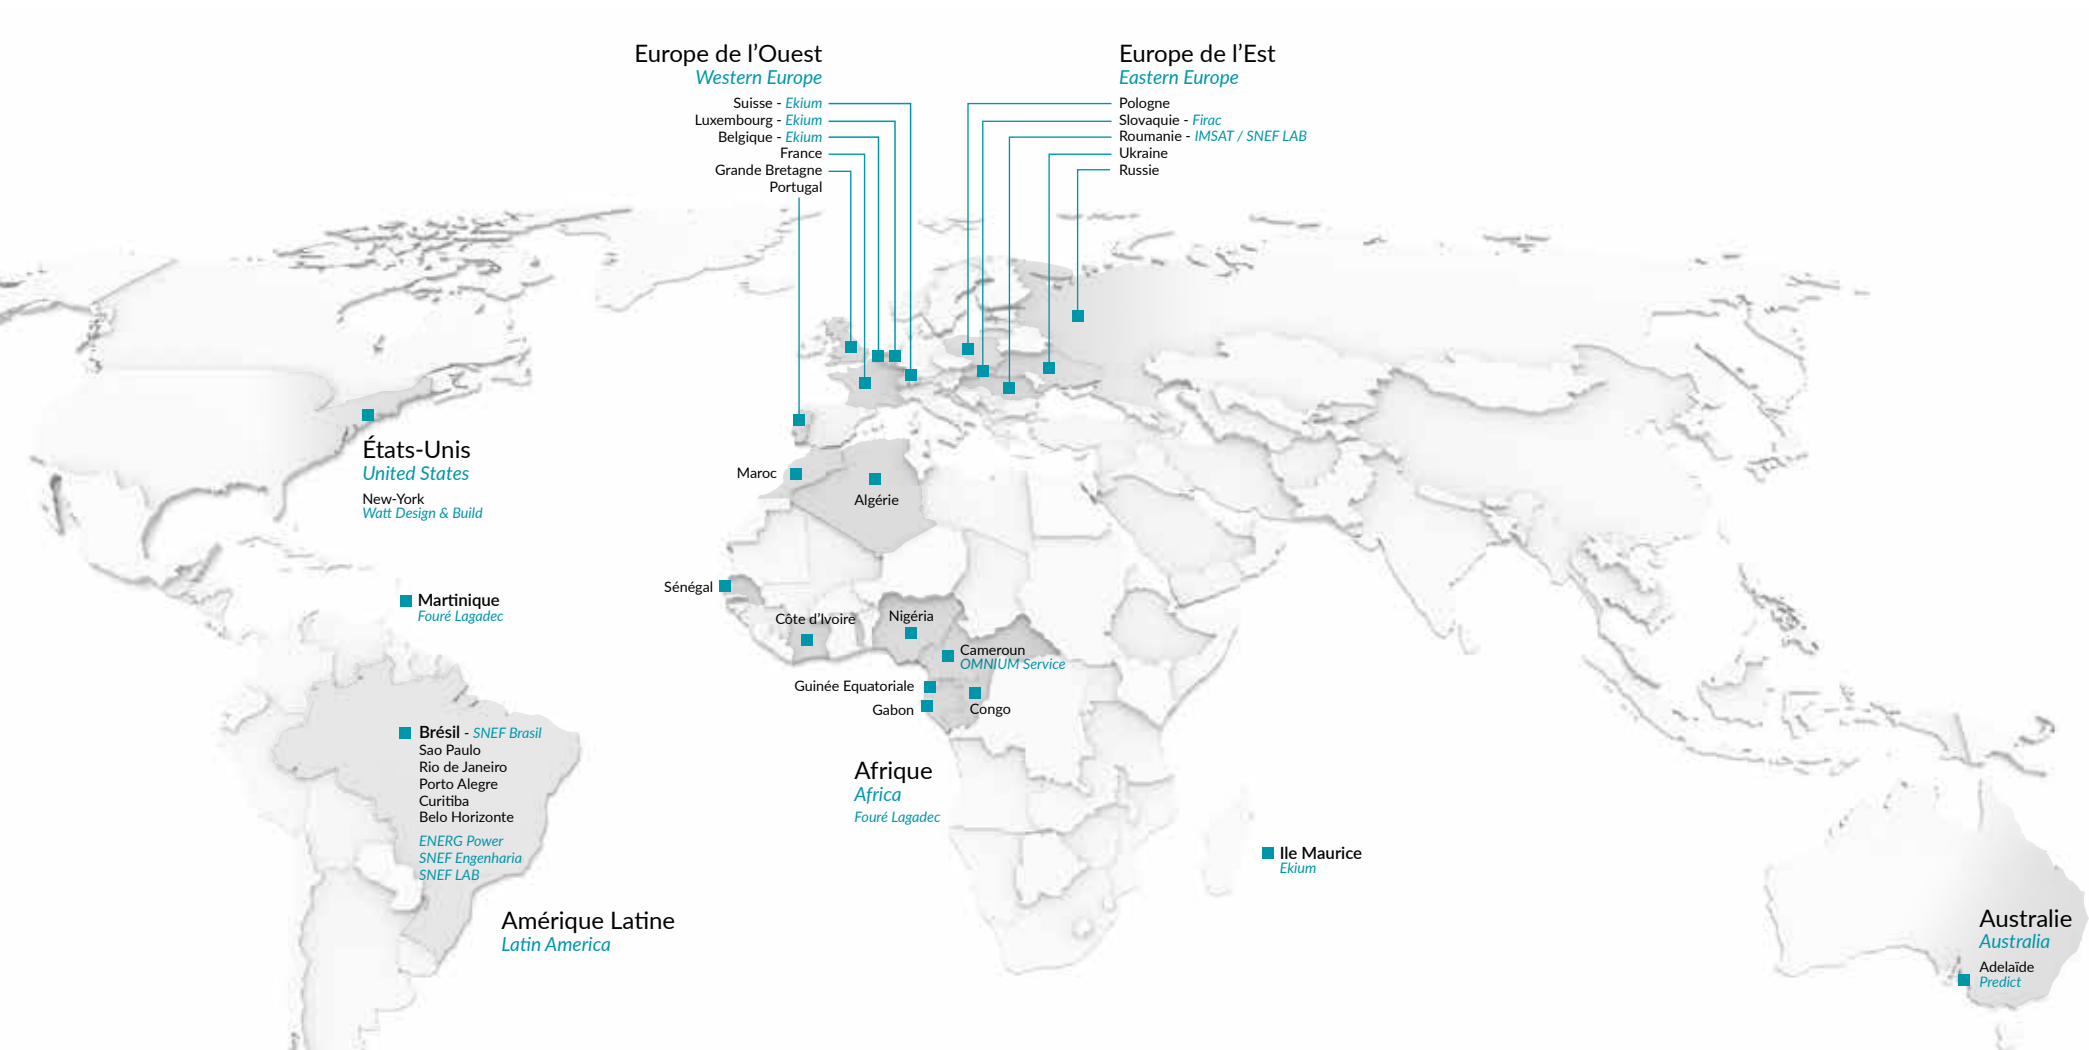 Europe de l'Ouest
Western Europe
Suisse - Ekium
Luxembourg - Ekium
Belgique - Ekium
France
Grande Bretagne
Portugal
Europe de l'Est
Eastern Europe
Pologne
Slovaquie - Firac
Roumanie - IMSAT / SNEF LAB
Ukraine
Russie
États-Unis
United States
New-York
Watt Design & Build
Martinique
Fouré Lagadec
Brésil - SNEF Brasil
Sao Paulo
Rio de Janeiro
Porto Alegre
Curitiba
Belo Horizonte
ENERG Power
SNEF Engenharia
SNEF LAB
Amérique Latine
Latin America
Maroc
Algérie
Sénégal
Côte d'Ivoire
Nigéria
Cameroun
OMNIUM Service
Guinée Equatoriale
Gabon
Congo
Afrique
Africa
Fouré Lagadec
Ile Maurice
Ekium
Australie
Australia
Adelaïde
Predict